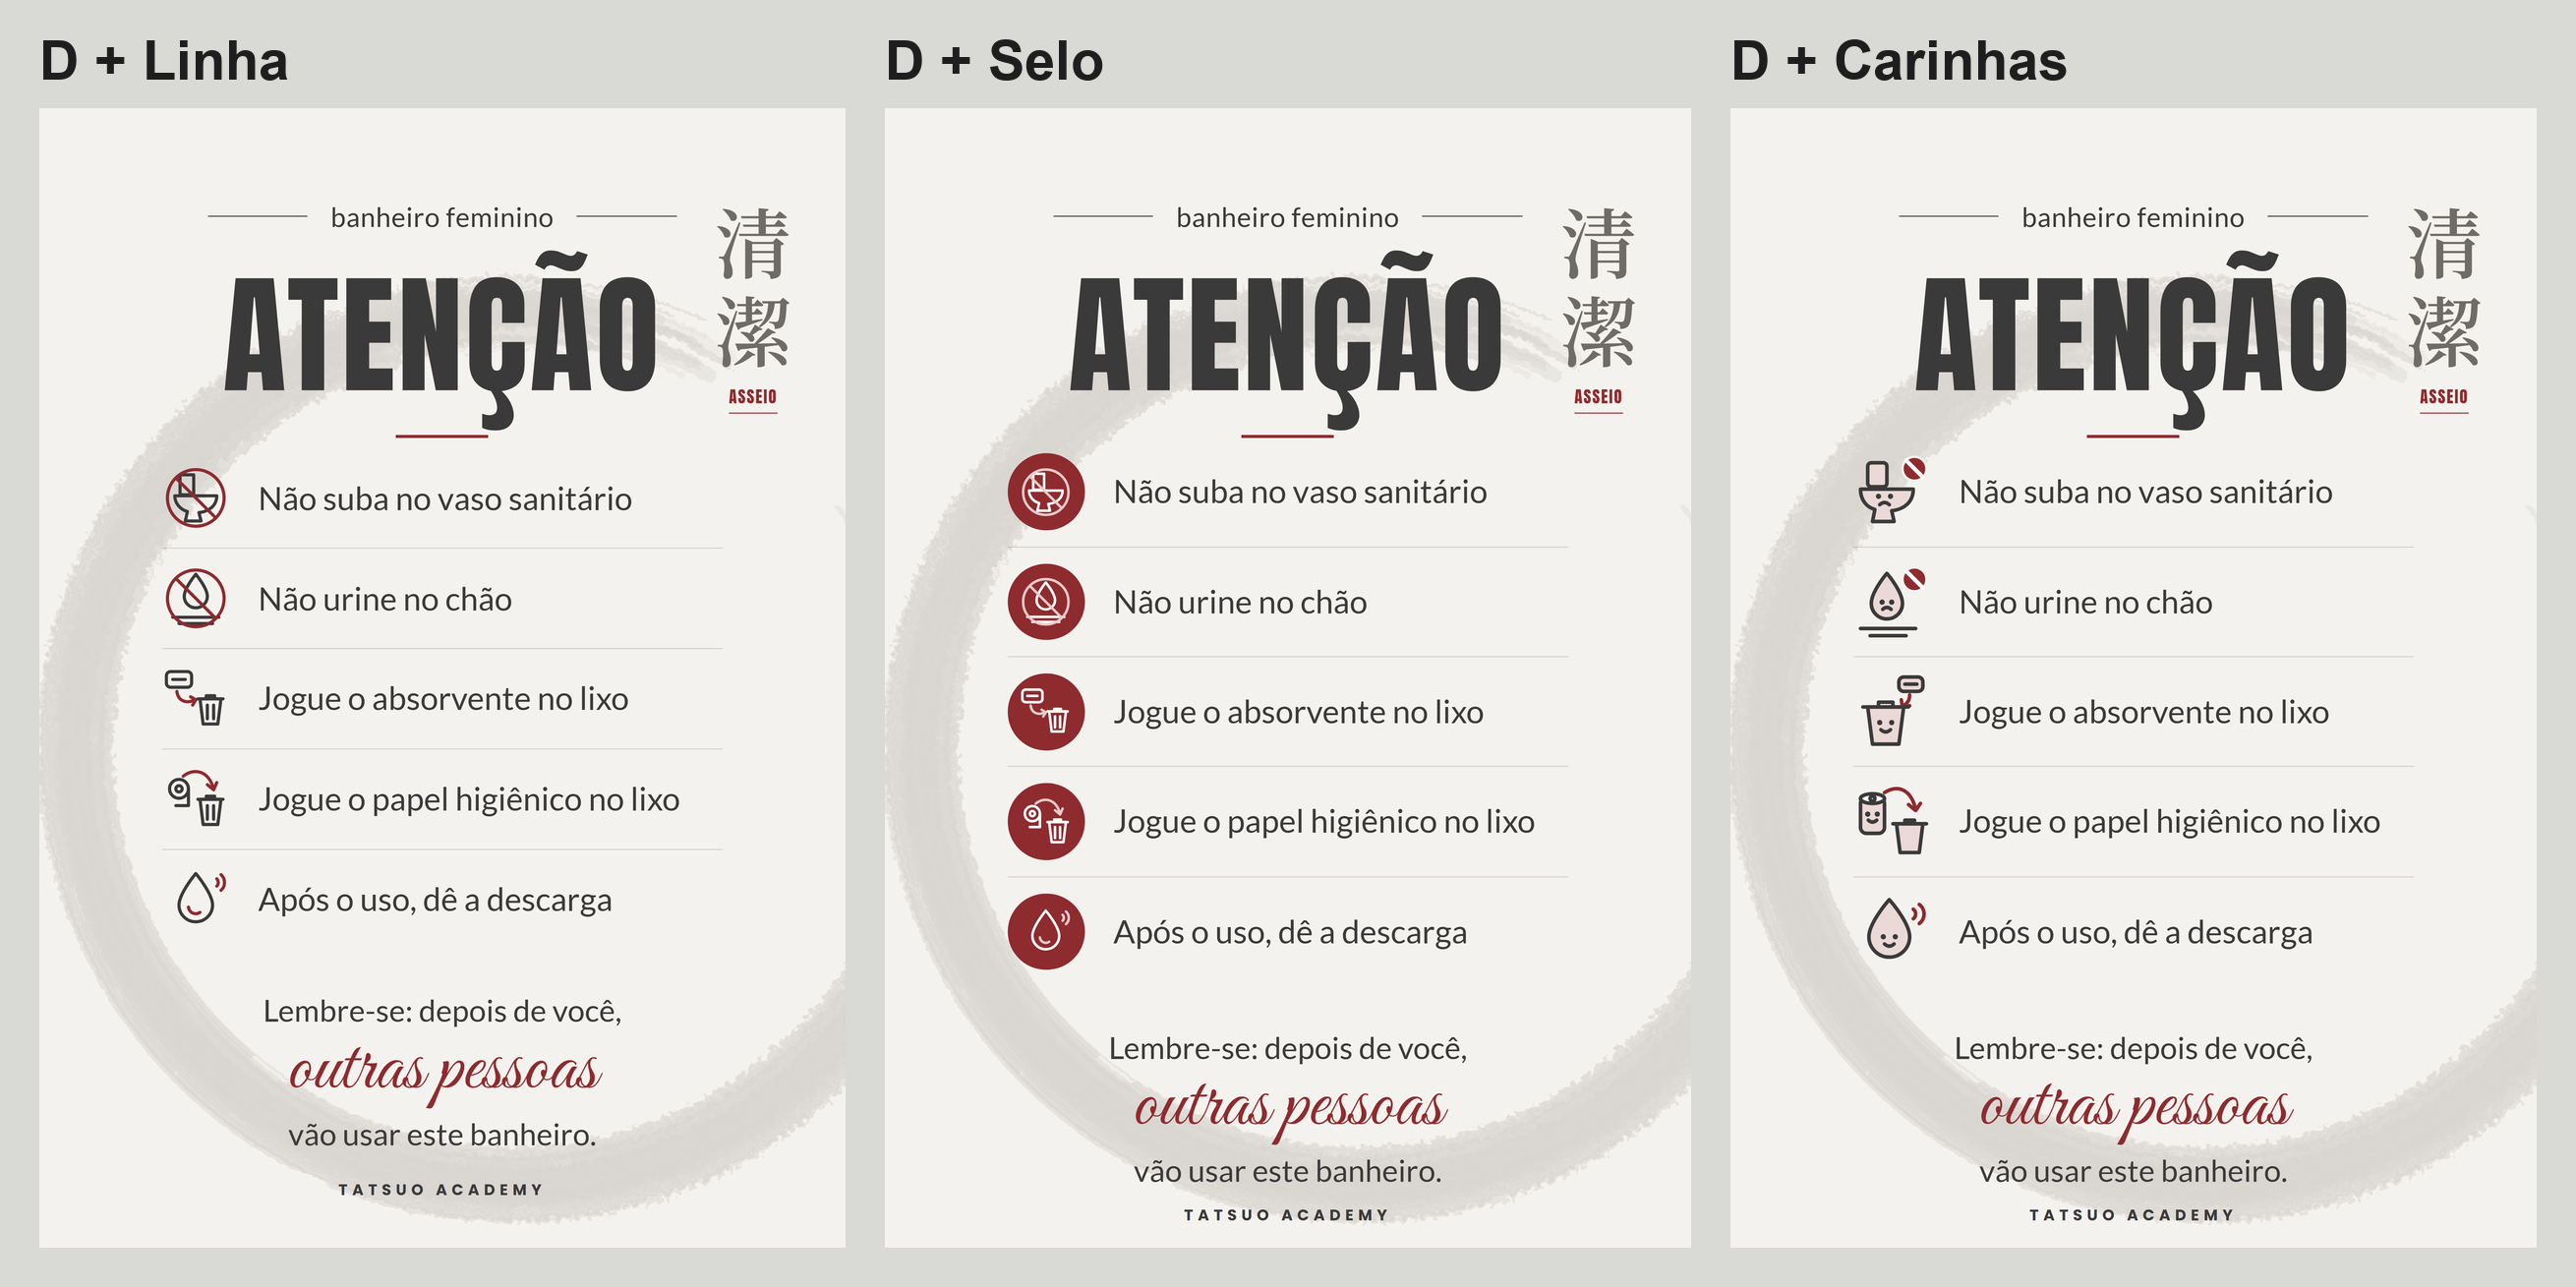 D + Linha
banheiro feminino
ATENÇÃO
清潔
ASSEIO
Não suba no vaso sanitário
Não urine no chão
Jogue o absorvente no lixo
Jogue o papel higiênico no lixo
Após o uso, dê a descarga
Lembre-se: depois de você,
outras pessoas
vão usar este banheiro.
TATSUO ACADEMY
D + Selo
banheiro feminino
ATENÇÃO
清潔
ASSEIO
Não suba no vaso sanitário
Não urine no chão
Jogue o absorvente no lixo
Jogue o papel higiênico no lixo
Após o uso, dê a descarga
Lembre-se: depois de você,
outras pessoas
vão usar este banheiro.
TATSUO ACADEMY
D + Carinhas
banheiro feminino
ATENÇÃO
清潔
ASSEIO
Não suba no vaso sanitário
Não urine no chão
Jogue o absorvente no lixo
Jogue o papel higiênico no lixo
Após o uso, dê a descarga
Lembre-se: depois de você,
outras pessoas
vão usar este banheiro.
TATSUO ACADEMY